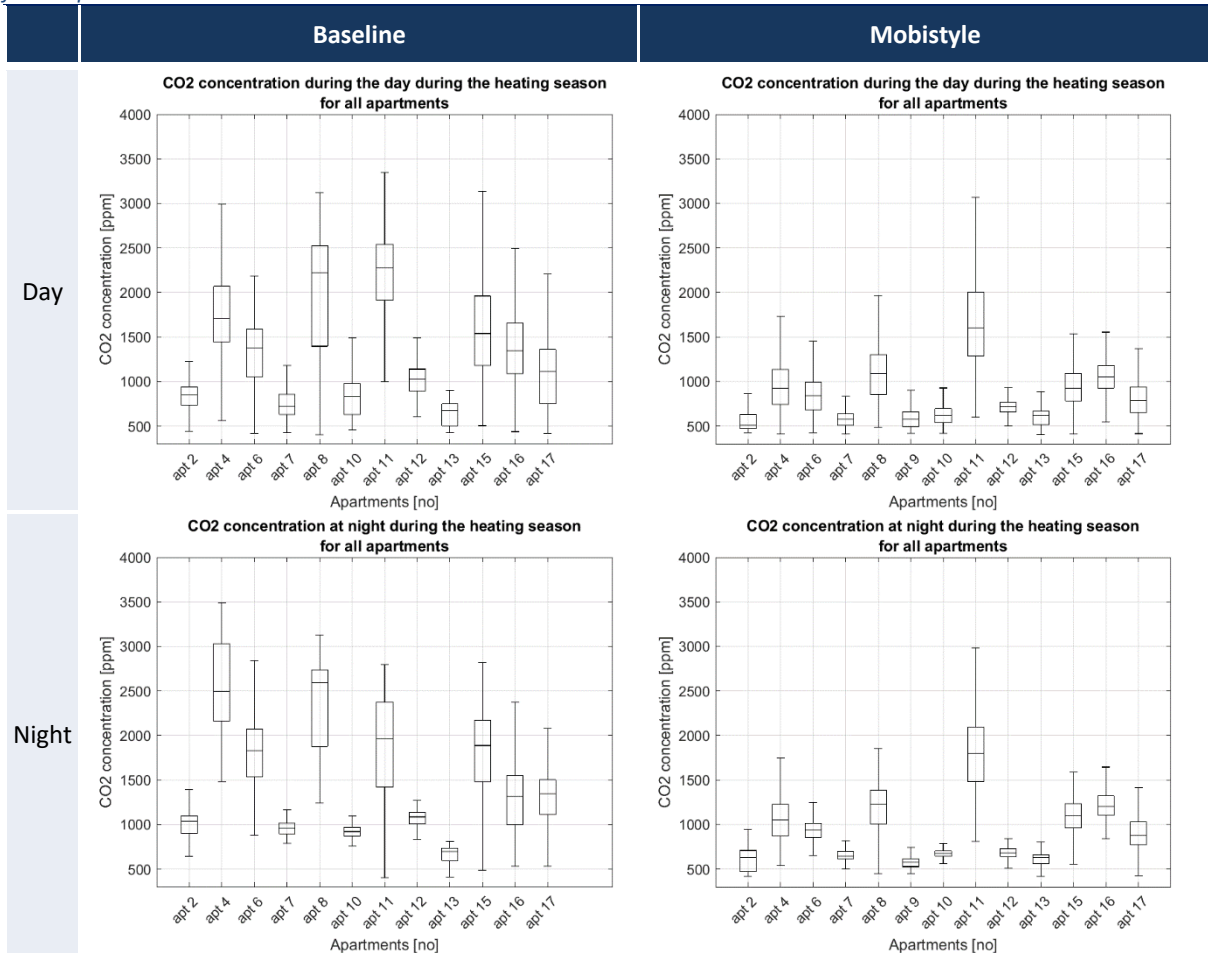 Baseline Mobistyle
Day
CO2 concentration during the day during the heating season
for all apartments
4000
3500
3000
2500
2000
1500
1000
500
CO2 concentration [ppm]
apt 2 apt 4 apt 6 apt 7 apt 8 apt 10 apt 11 apt 12 apt 13 apt 15 apt 16 apt 17
Apartments [no]
CO2 concentration during the day during the heating season
for all apartments
4000
3500
3000
2500
2000
1500
1000
500
CO2 concentration [ppm]
apt 2 apt 4 apt 6 apt 7 apt 8 apt 9 apt 10 apt 11 apt 12 apt 13 apt 15 apt 16 apt 17
Apartments [no]
Night
CO2 concentration at night during the heating season
for all apartments
4000
3500
3000
2500
2000
1500
1000
500
CO2 concentration [ppm]
apt 2 apt 4 apt 6 apt 7 apt 8 apt 10 apt 11 apt 12 apt 13 apt 15 apt 16 apt 17
Apartments [no]
CO2 concentration at night during the heating season
for all apartments
4000
3500
3000
2500
2000
1500
1000
500
CO2 concentration [ppm]
apt 2 apt 4 apt 6 apt 7 apt 8 apt 9 apt 10 apt 11 apt 12 apt 13 apt 15 apt 16 apt 17
Apartments [no]